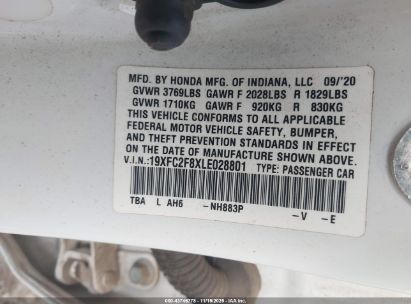 MFD. BY HONDA MFG. OF INDIANA, LLC 09/'20
GVWR 3769LBS GAWR F 2028LBS R 1829LBS
GVWR 1710KG GAWR F 920KG R 830KG
THIS VEHICLE CONFORMS TO ALL APPLICABLE
FEDERAL MOTOR VEHICLE SAFETY, BUMPER,
AND THEFT PREVENTION STANDARDS IN EFFECT
ON THE DATE OF MANUFACTURE SHOWN ABOVE.
V.I.N.:19XFC2F8XLE028801 TYPE: PASSENGER CAR
TBA L AH6 -NH883P -V -E